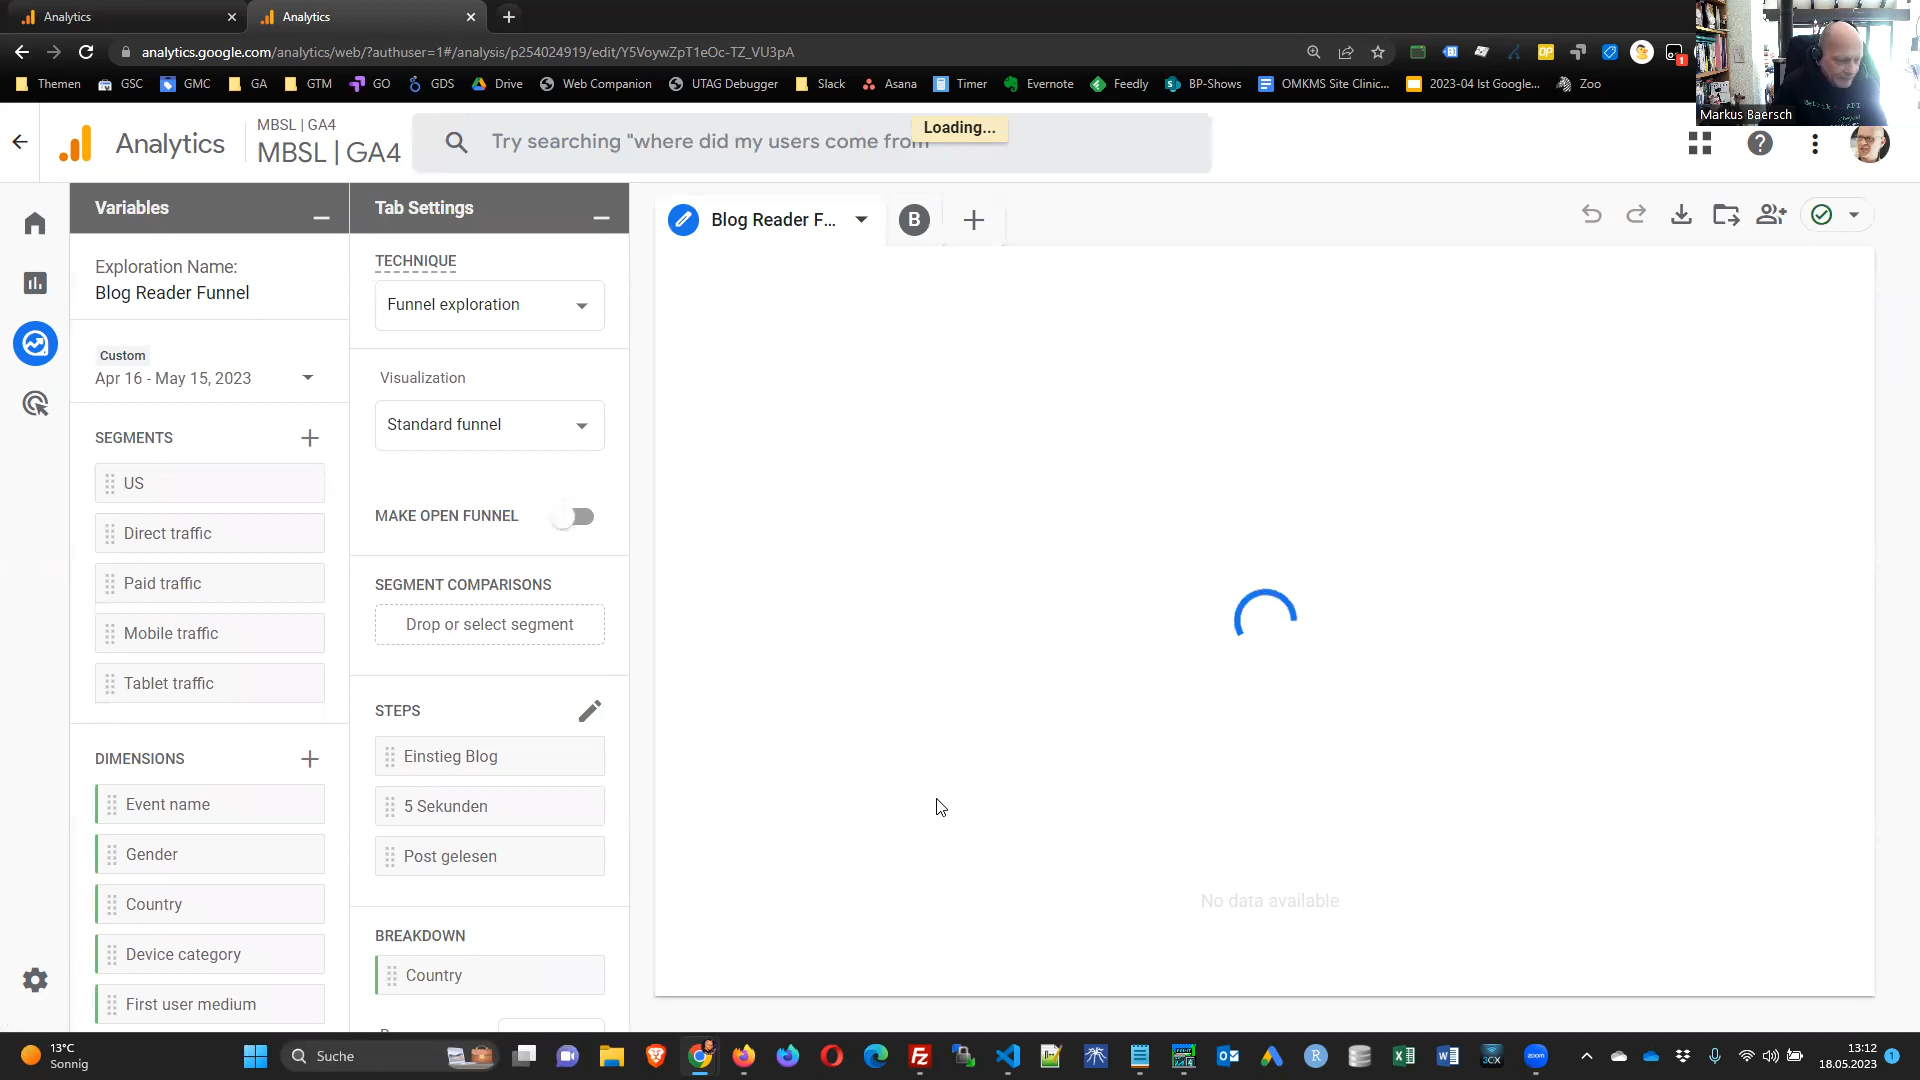 Analytics
Analytics
analytics.google.com/analytics/web/?authuser=1#/analysis/p254024919/edit/Y5VoywZpT1eOc-TZ_VU3pA
Themen
GSC
GMC
GA
GTM
GO
GDS
Drive
Web Companion
UTAG Debugger
Slack
Asana
Timer
Evernote
Feedly
BP-Shows
OMKMS Site Clinic...
2023-04 Ist Google...
Zoo
Markus Baersch
Analytics
MBSL | GA4
MBSL | GA4
Try searching "where did my users come from
Loading...
Variables
Exploration Name:
Blog Reader Funnel
Custom
Apr 16 - May 15, 2023
SEGMENTS
US
Direct traffic
Paid traffic
Mobile traffic
Tablet traffic
DIMENSIONS
Event name
Gender
Country
Device category
First user medium
Tab Settings
TECHNIQUE
Funnel exploration
Visualization
Standard funnel
MAKE OPEN FUNNEL
SEGMENT COMPARISONS
Drop or select segment
STEPS
Einstieg Blog
5 Sekunden
Post gelesen
BREAKDOWN
Country
Blog Reader F...
B
No data available
13°C
Sonnig
Suche
13:12
18.05.2023